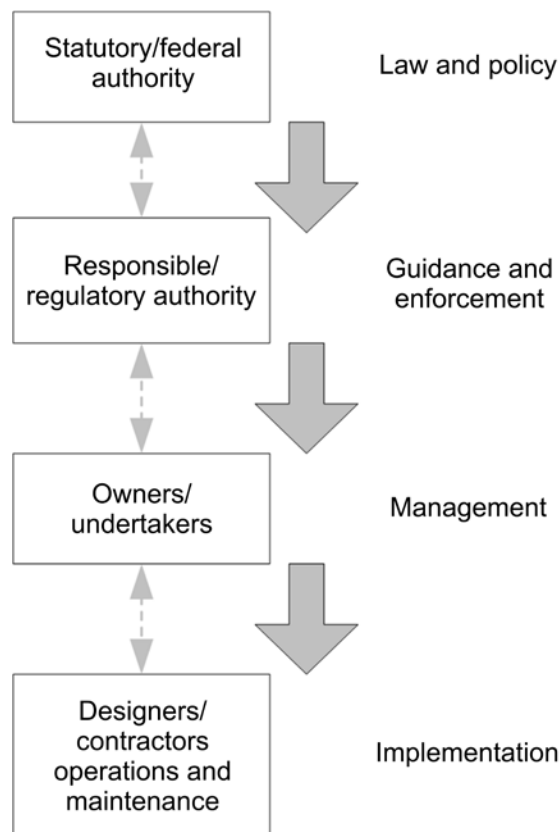 Statutory/federal
authority
Law and policy
Responsible/
regulatory authority
Guidance and
enforcement
Owners/
undertakers
Management
Designers/
contractors
operations and
maintenance
Implementation